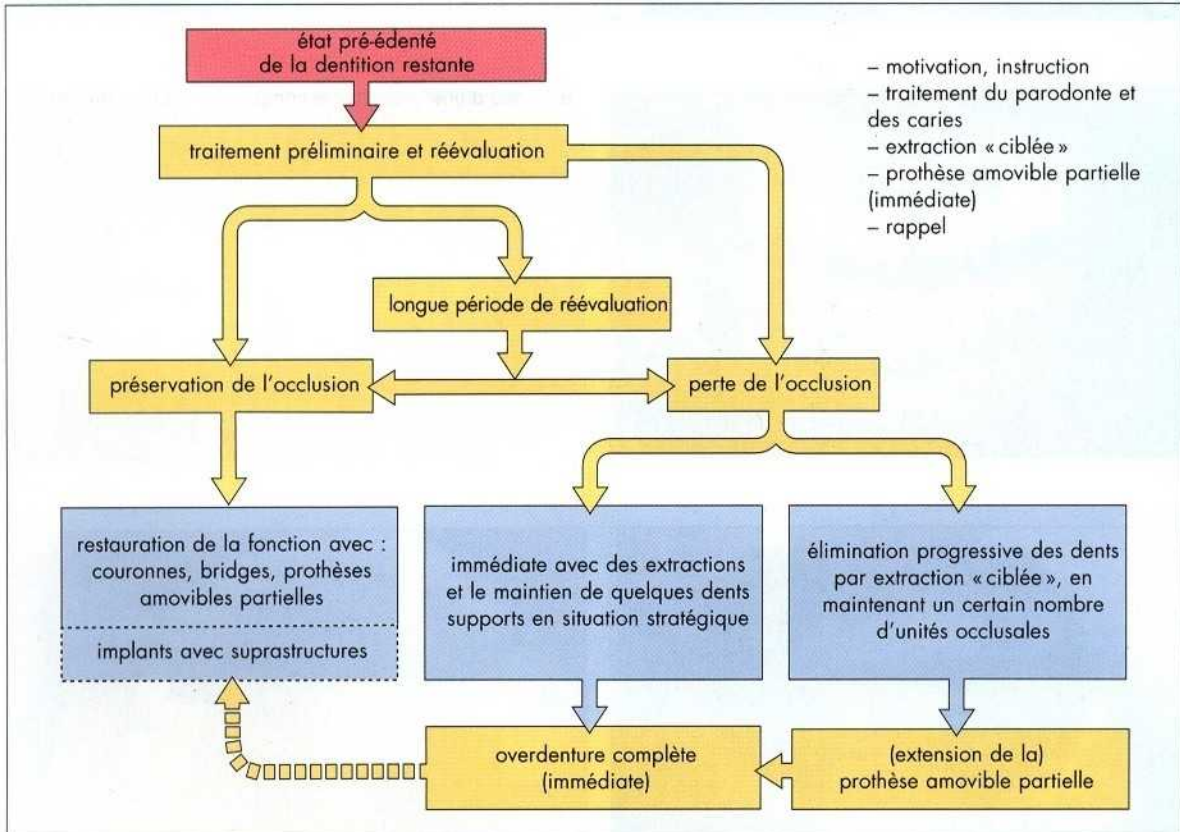 état pré-édenté
de la dentition restante
– motivation, instruction
– traitement du parodonte et
des caries
– extraction « ciblée »
– prothèse amovible partielle
(immédiate)
– rappel
traitement préliminaire et réévaluation
longue période de réévaluation
préservation de l'occlusion
perte de l'occlusion
restauration de la fonction avec :
couronnes, bridges, prothèses
amovibles partielles
implants avec suprastructures
immédiate avec des extractions
et le maintien de quelques dents
supports en situation stratégique
élimination progressive des dents
par extraction « ciblée », en
maintenant un certain nombre
d'unités occlusales
overdenture complète
(immédiate)
(extension de la)
prothèse amovible partielle